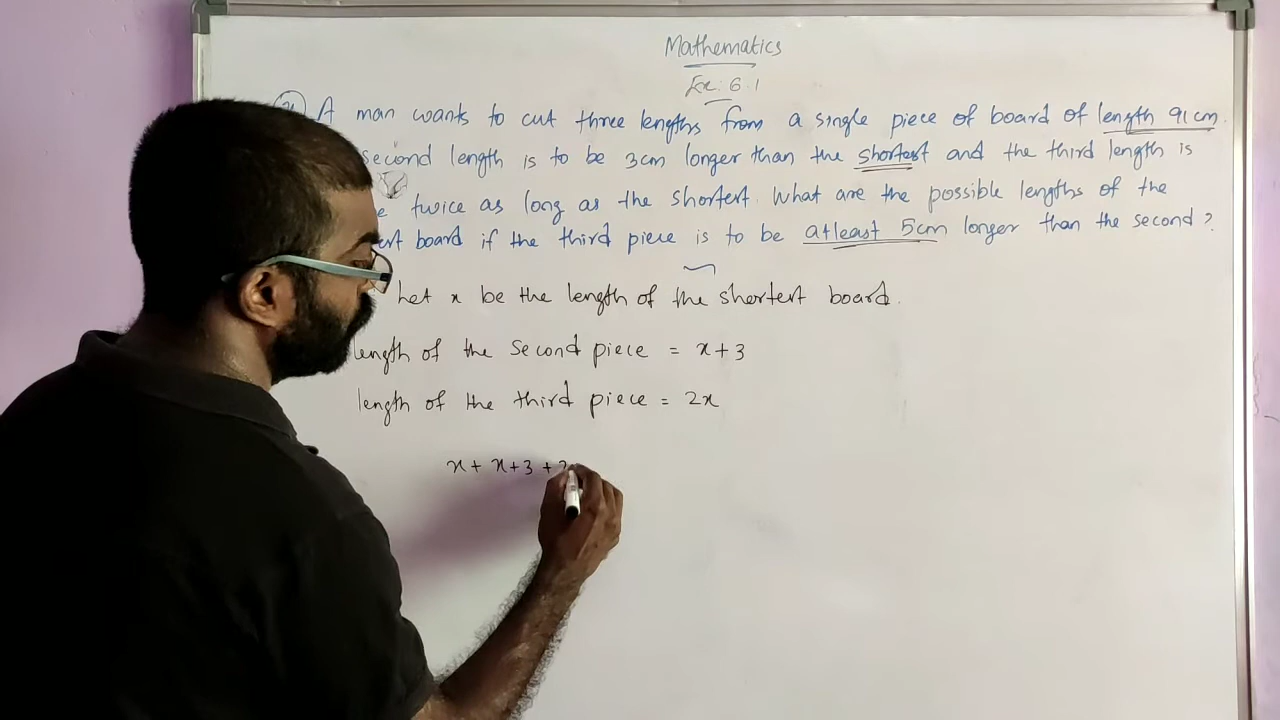 Mathematics
Ex: 6.1
A man wants to cut three lengths from a single piece of board of length 91cm.
second length is to be 3cm longer than the shortest and the third length is
twice as long as the shortest. What are the possible lengths of the
board if the third piece is to be atleast 5cm longer than the second?
Let x be the length of the shortest board.
length of the second piece = x+3
length of the third piece = 2x
x + x+3 +